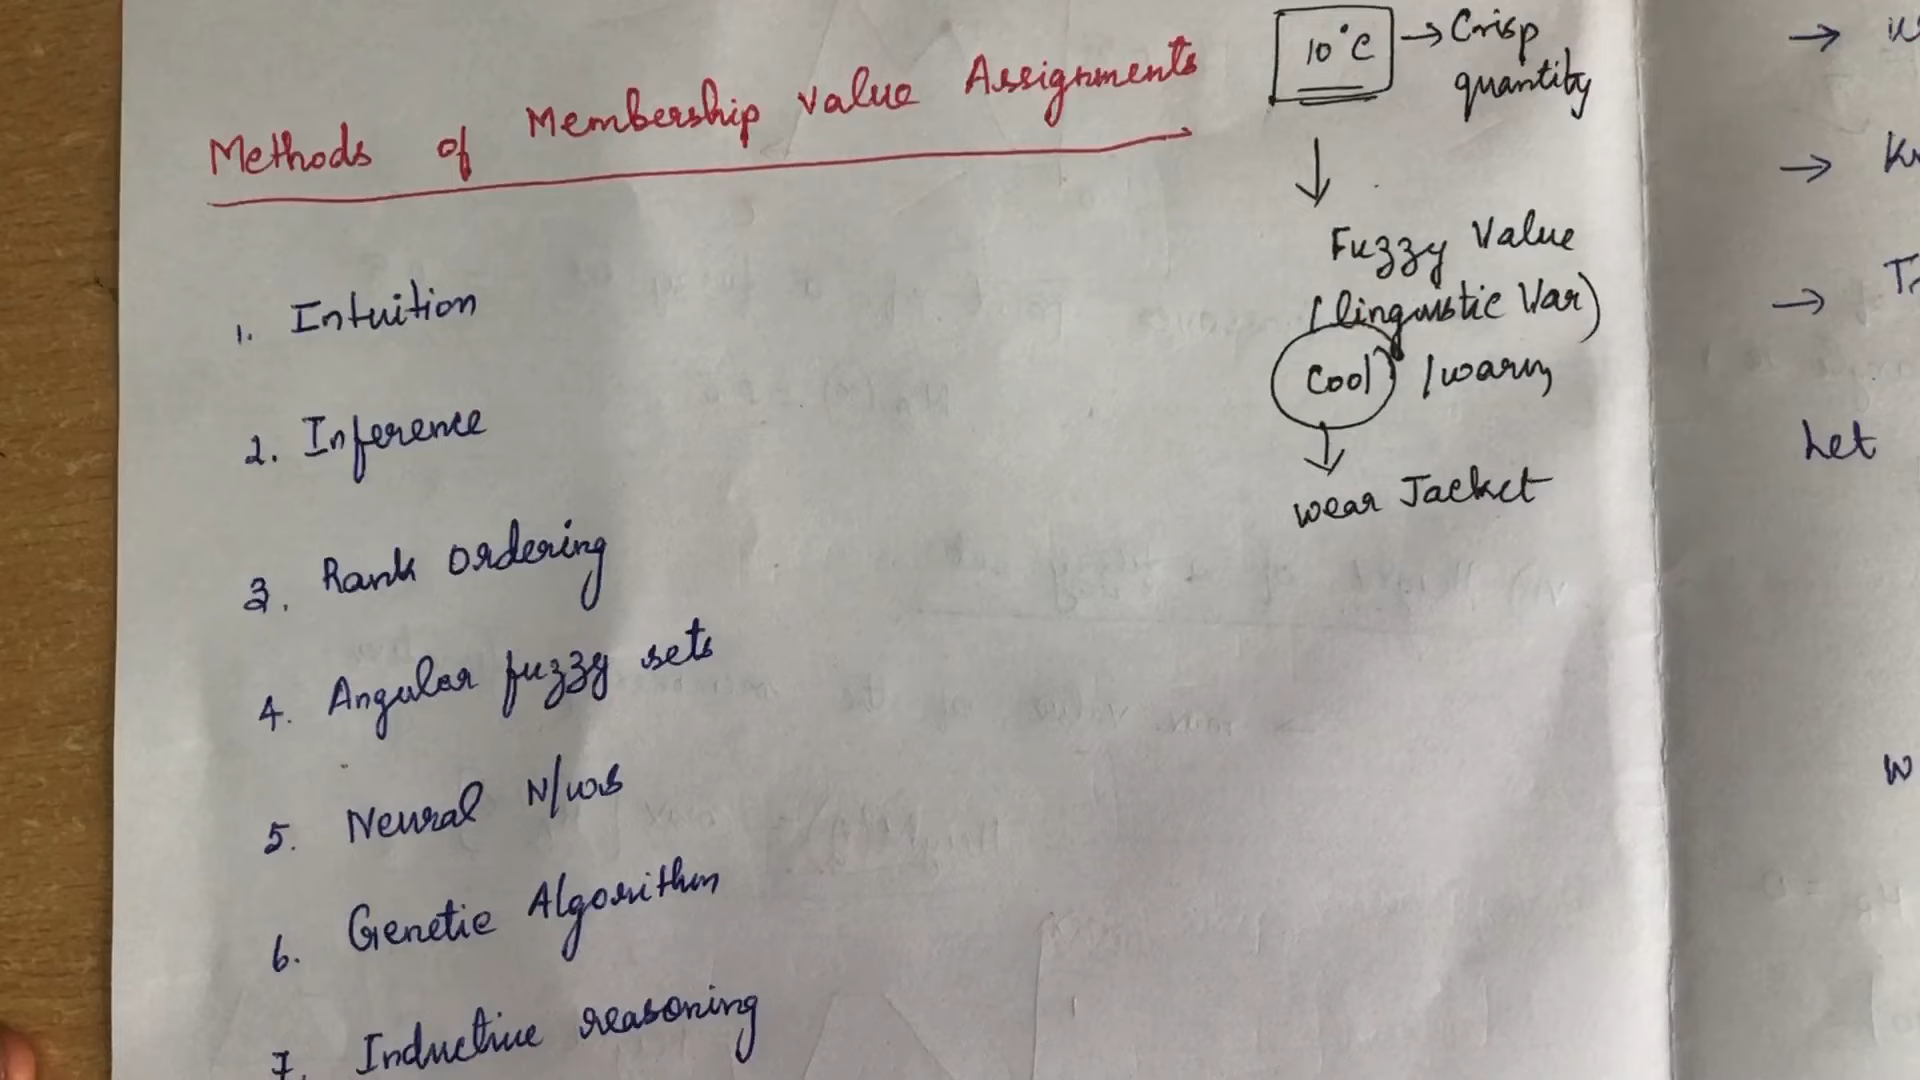 Methods of Membership Value Assignments
1. Intuition
2. Inference
3. Rank Ordering
4. Angular fuzzy sets
5. Neural N/ws
6. Genetic Algorithm
7. Inductive reasoning
10°C → Crisp
quantity
↓
Fuzzy Value
(linguistic Var)
Cool / warm
↓
wear Jacket
→
→
→
Let